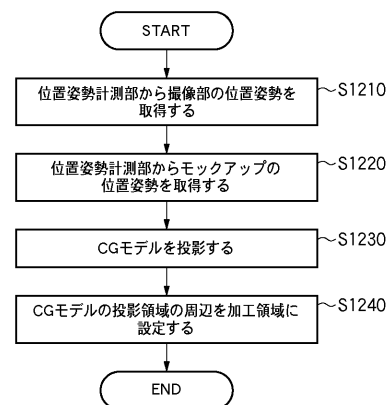 START
位置姿勢計測部から撮像部の位置姿勢を
取得する
S1210
位置姿勢計測部からモックアップの
位置姿勢を取得する
S1220
CGモデルを投影する
S1230
CGモデルの投影領域の周辺を加工領域に
設定する
S1240
END